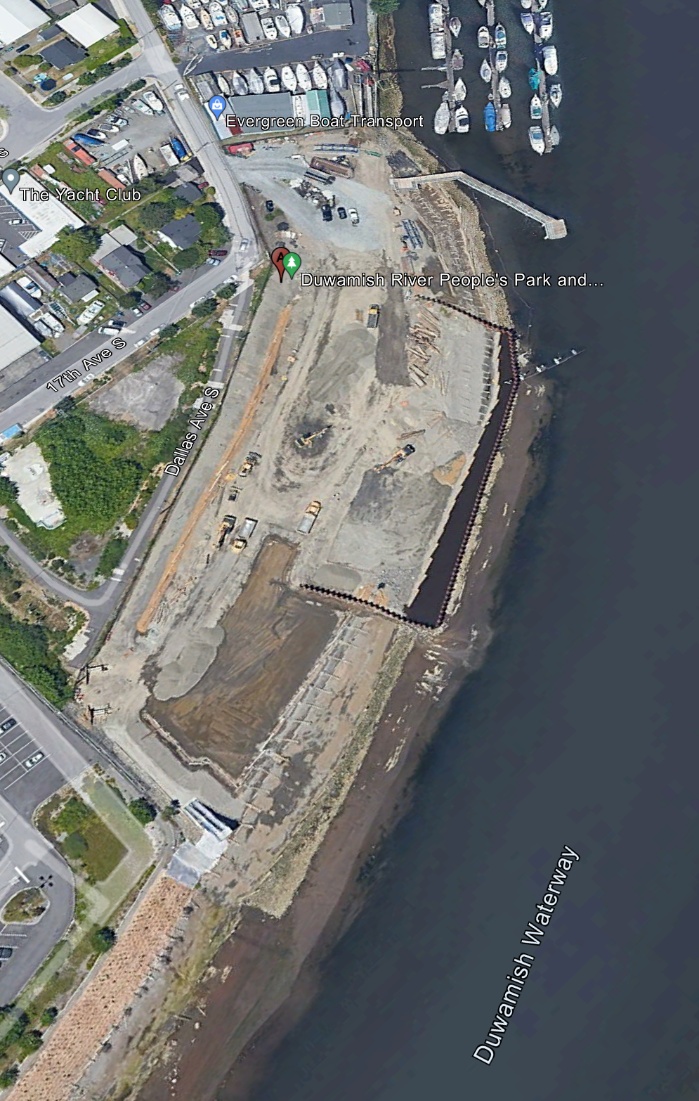 Evergreen Boat Transport
S
The Yacht Club
Duwamish River People's Park and...
17th Ave S
Dallas Ave S
Duwamish Waterway